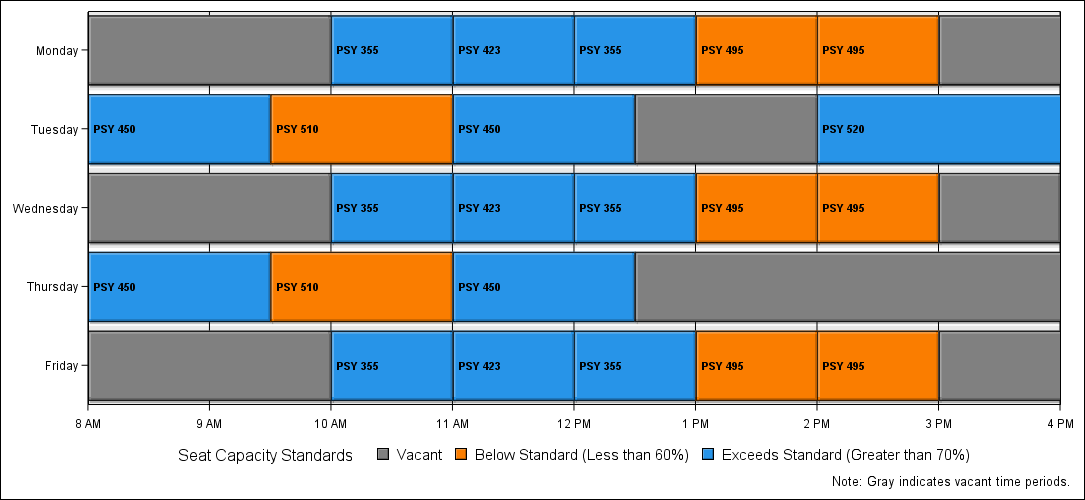 Monday
PSY 355 PSY 423 PSY 355 PSY 495 PSY 495
Tuesday
PSY 450 PSY 510 PSY 450 PSY 520
Wednesday
PSY 355 PSY 423 PSY 355 PSY 495 PSY 495
Thursday
PSY 450 PSY 510 PSY 450
Friday
PSY 355 PSY 423 PSY 355 PSY 495 PSY 495
8 AM 9 AM 10 AM 11 AM 12 PM 1 PM 2 PM 3 PM 4 PM
Seat Capacity Standards Vacant Below Standard (Less than 60%) Exceeds Standard (Greater than 70%)
Note: Gray indicates vacant time periods.